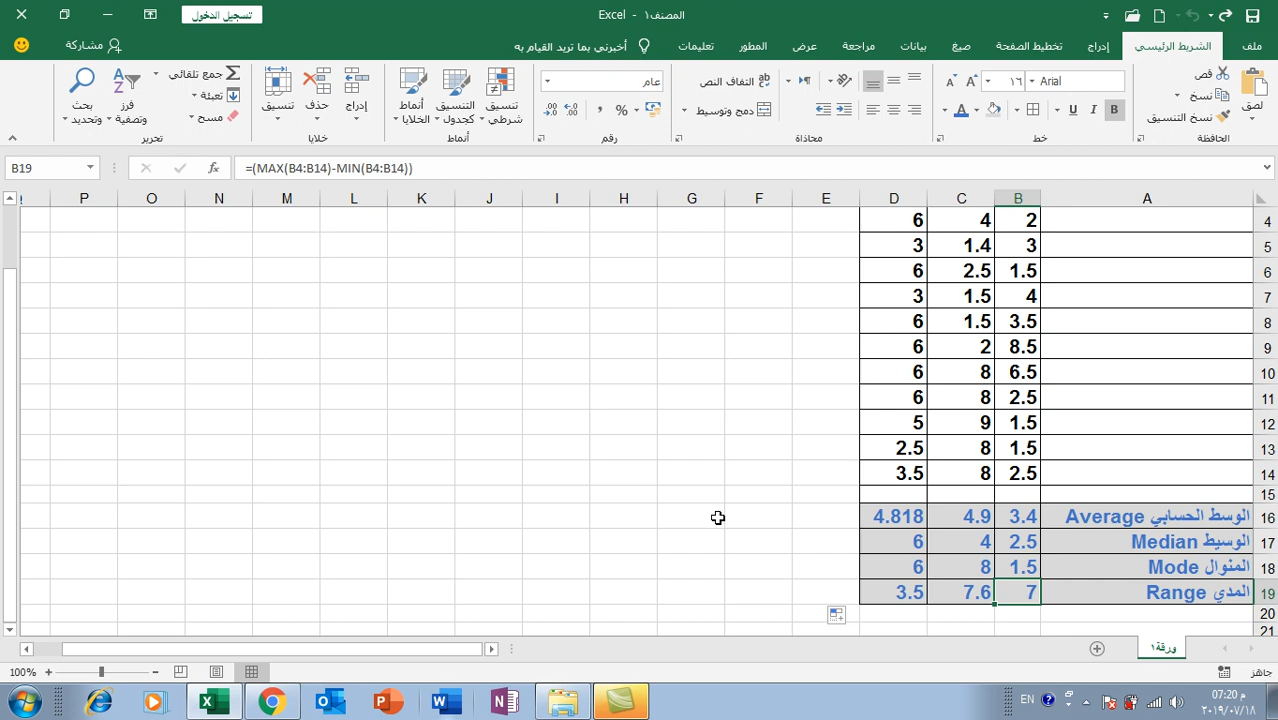 تسجيل الدخول
المصنف١ - Excel
ملف
الشريط الرئيسي
إدراج
تخطيط الصفحة
صيغ
بيانات
مراجعة
عرض
المطور
تعليمات
أخبرني بما تريد القيام به
مشاركة
لصق
قص
نسخ
نسخ التنسيق
الحافظة
Arial
١٦
A A
B I U
A
خط
التفاف النص
دمج وتوسيط
محاذاة
عام
%
رقم
تنسيق شرطي
التنسيق كجدول
أنماط الخلايا
أنماط
إدراج
حذف
تنسيق
خلايا
جمع تلقائي
تعبئة
مسح
فرز وتصفية
بحث وتحديد
تحرير
B19
fx
=(MAX(B4:B14)-MIN(B4:B14))
A B C D E F G H I J K L M N O P
4 2 4 6
5 3 1.4 3
6 1.5 2.5 6
7 4 1.5 3
8 3.5 1.5 6
9 8.5 2 6
10 6.5 8 6
11 2.5 8 6
12 1.5 9 5
13 1.5 8 2.5
14 2.5 8 3.5
15
16 الوسط الحسابي Average 3.4 4.9 4.818
17 الوسيط Median 2.5 4 6
18 المنوال Mode 1.5 8 6
19 المدي Range 7 7.6 3.5
20
21
ورقة١
جاهز
100%
EN
م 07:20
٢٠١٩/٠٧/١٨